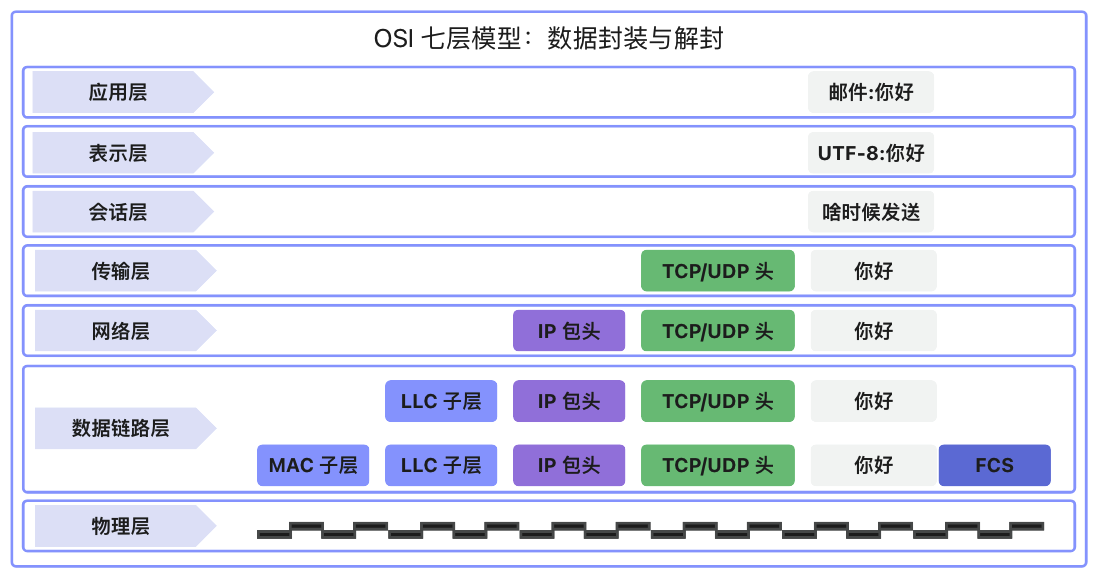 OSI 七层模型：数据封装与解封
应用层 邮件:你好
表示层 UTF-8:你好
会话层 啥时候发送
传输层 TCP/UDP 头 你好
网络层 IP 包头 TCP/UDP 头 你好
LLC 子层 IP 包头 TCP/UDP 头 你好
数据链路层
MAC 子层 LLC 子层 IP 包头 TCP/UDP 头 你好 FCS
物理层